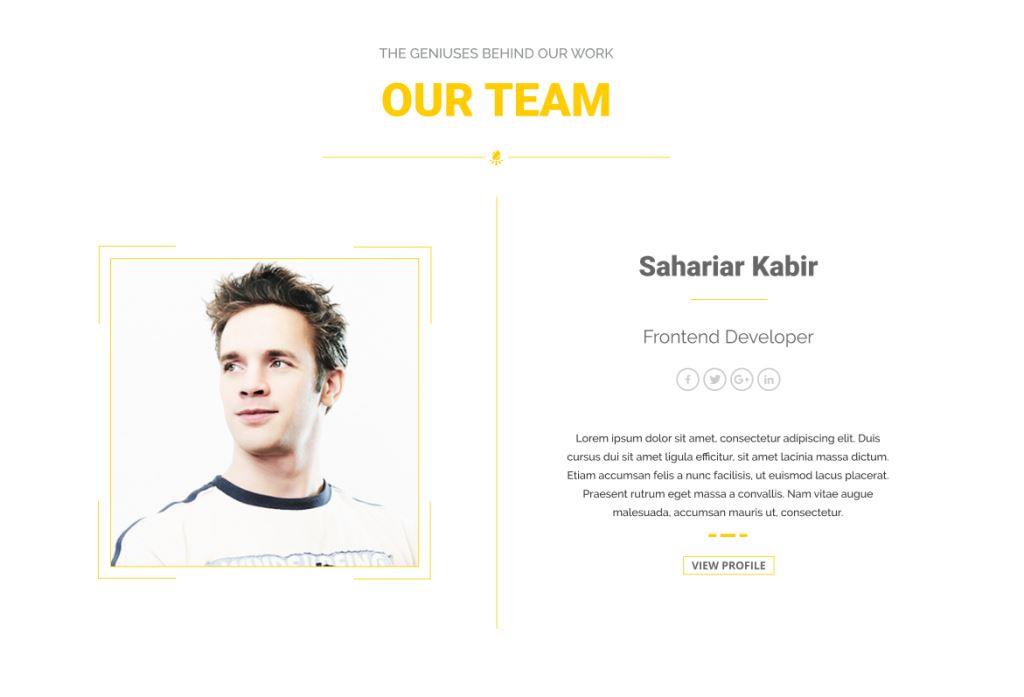 THE GENIUSES BEHIND OUR WORK
OUR TEAM
Sahariar Kabir
Frontend Developer
f G+ in
Lorem ipsum dolor sit amet, consectetur adipiscing elit. Duis
cursus dui sit amet ligula efficitur, sit amet lacinia massa dictum.
Etiam accumsan felis a nunc facilisis, ut euismod lacus placerat.
Praesent rutrum eget massa a convallis. Nam vitae augue
malesuada, accumsan mauris ut, consectetur.
VIEW PROFILE